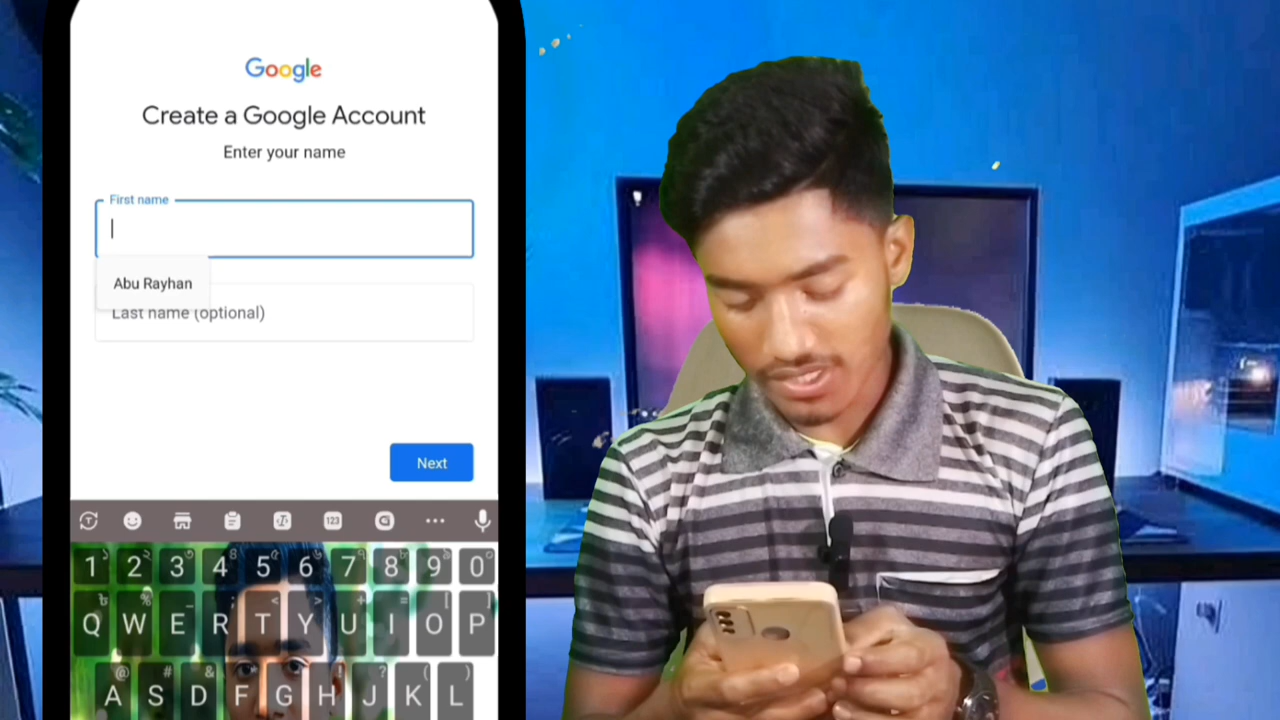 Google
Create a Google Account
Enter your name
First name
Abu Rayhan
Last name (optional)
Next
123
1 2 3 4 5 6 7 8 9 0
Q W E R T Y U I O P
A S D F G H J K L